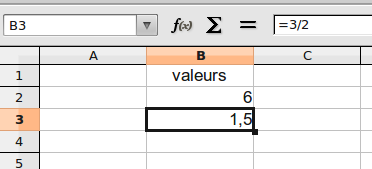 B3 f(x) Σ = =3/2
A B C
1 valeurs
2 6
3 1,5
4
5